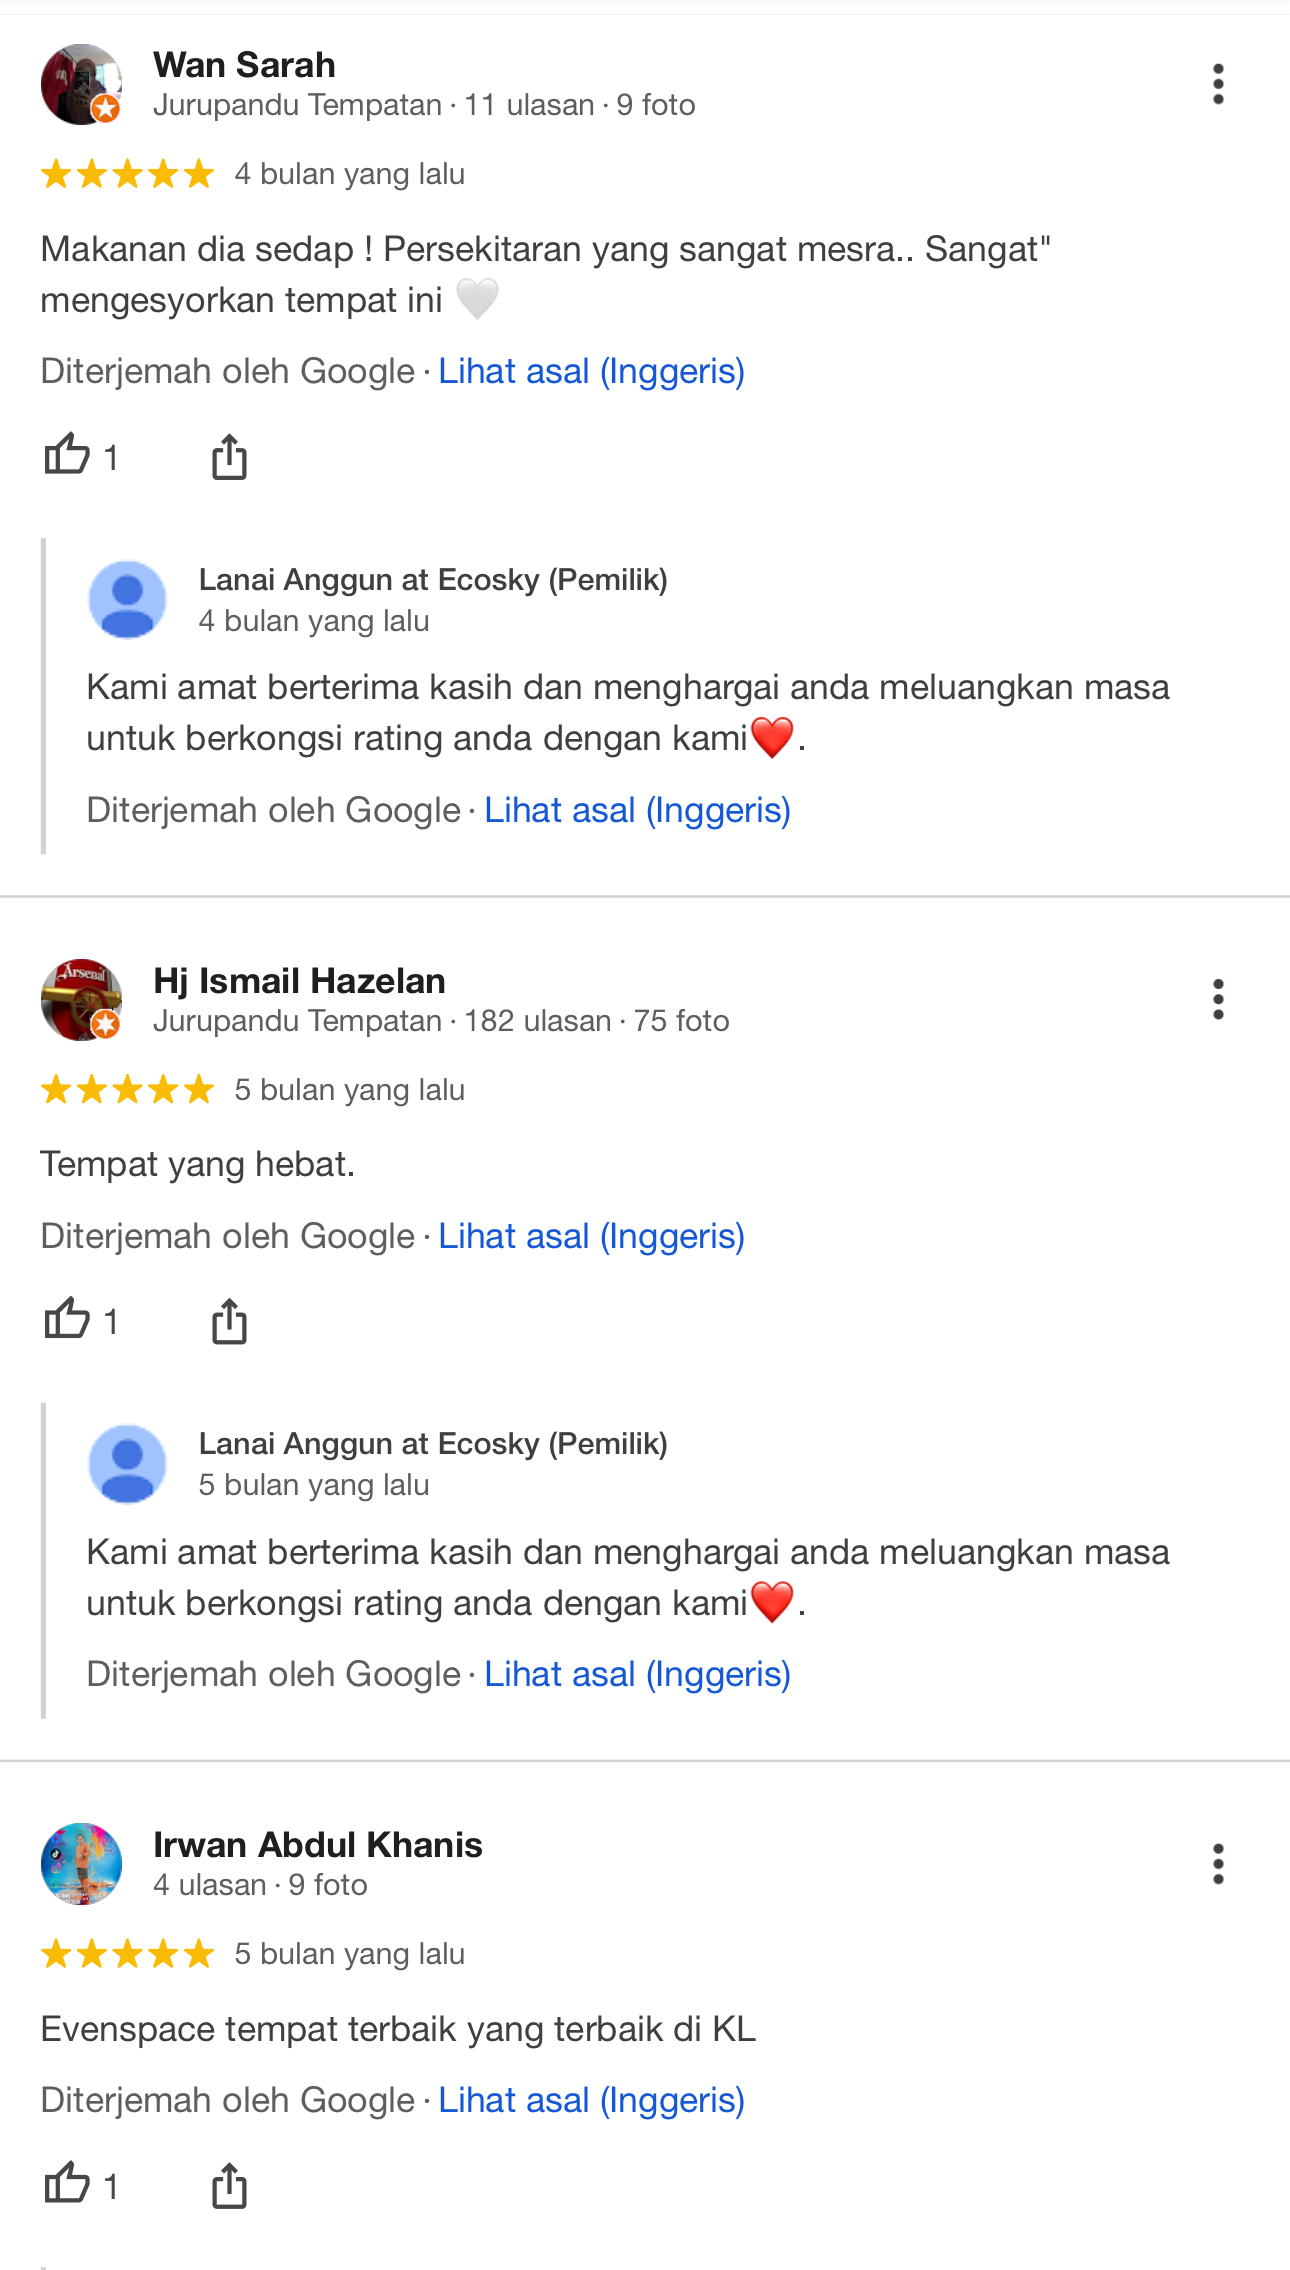 Wan Sarah
Jurupandu Tempatan · 11 ulasan · 9 foto
4 bulan yang lalu
Makanan dia sedap ! Persekitaran yang sangat mesra.. Sangat"
mengesyorkan tempat ini 🤍
Diterjemah oleh Google · Lihat asal (Inggeris)
1
Lanai Anggun at Ecosky (Pemilik)
4 bulan yang lalu
Kami amat berterima kasih dan menghargai anda meluangkan masa
untuk berkongsi rating anda dengan kami❤️.
Diterjemah oleh Google · Lihat asal (Inggeris)
Arsenal
Hj Ismail Hazelan
Jurupandu Tempatan · 182 ulasan · 75 foto
5 bulan yang lalu
Tempat yang hebat.
Diterjemah oleh Google · Lihat asal (Inggeris)
1
Lanai Anggun at Ecosky (Pemilik)
5 bulan yang lalu
Kami amat berterima kasih dan menghargai anda meluangkan masa
untuk berkongsi rating anda dengan kami❤️.
Diterjemah oleh Google · Lihat asal (Inggeris)
Irwan Abdul Khanis
4 ulasan · 9 foto
5 bulan yang lalu
Evenspace tempat terbaik yang terbaik di KL
Diterjemah oleh Google · Lihat asal (Inggeris)
1